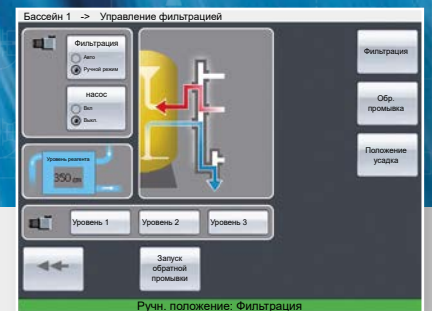 Бассейн 1 -> Управление фильтрацией
Фильтрация
Авто
Ручной режим
насос
Вкл
Выкл.
Уровень реагента
350 cm
Фильтрация
Обр.
промывка
Положение
усадка
Уровень 1
Уровень 2
Уровень 3
Запуск
обратной
промывки
Ручн. положение: Фильтрация